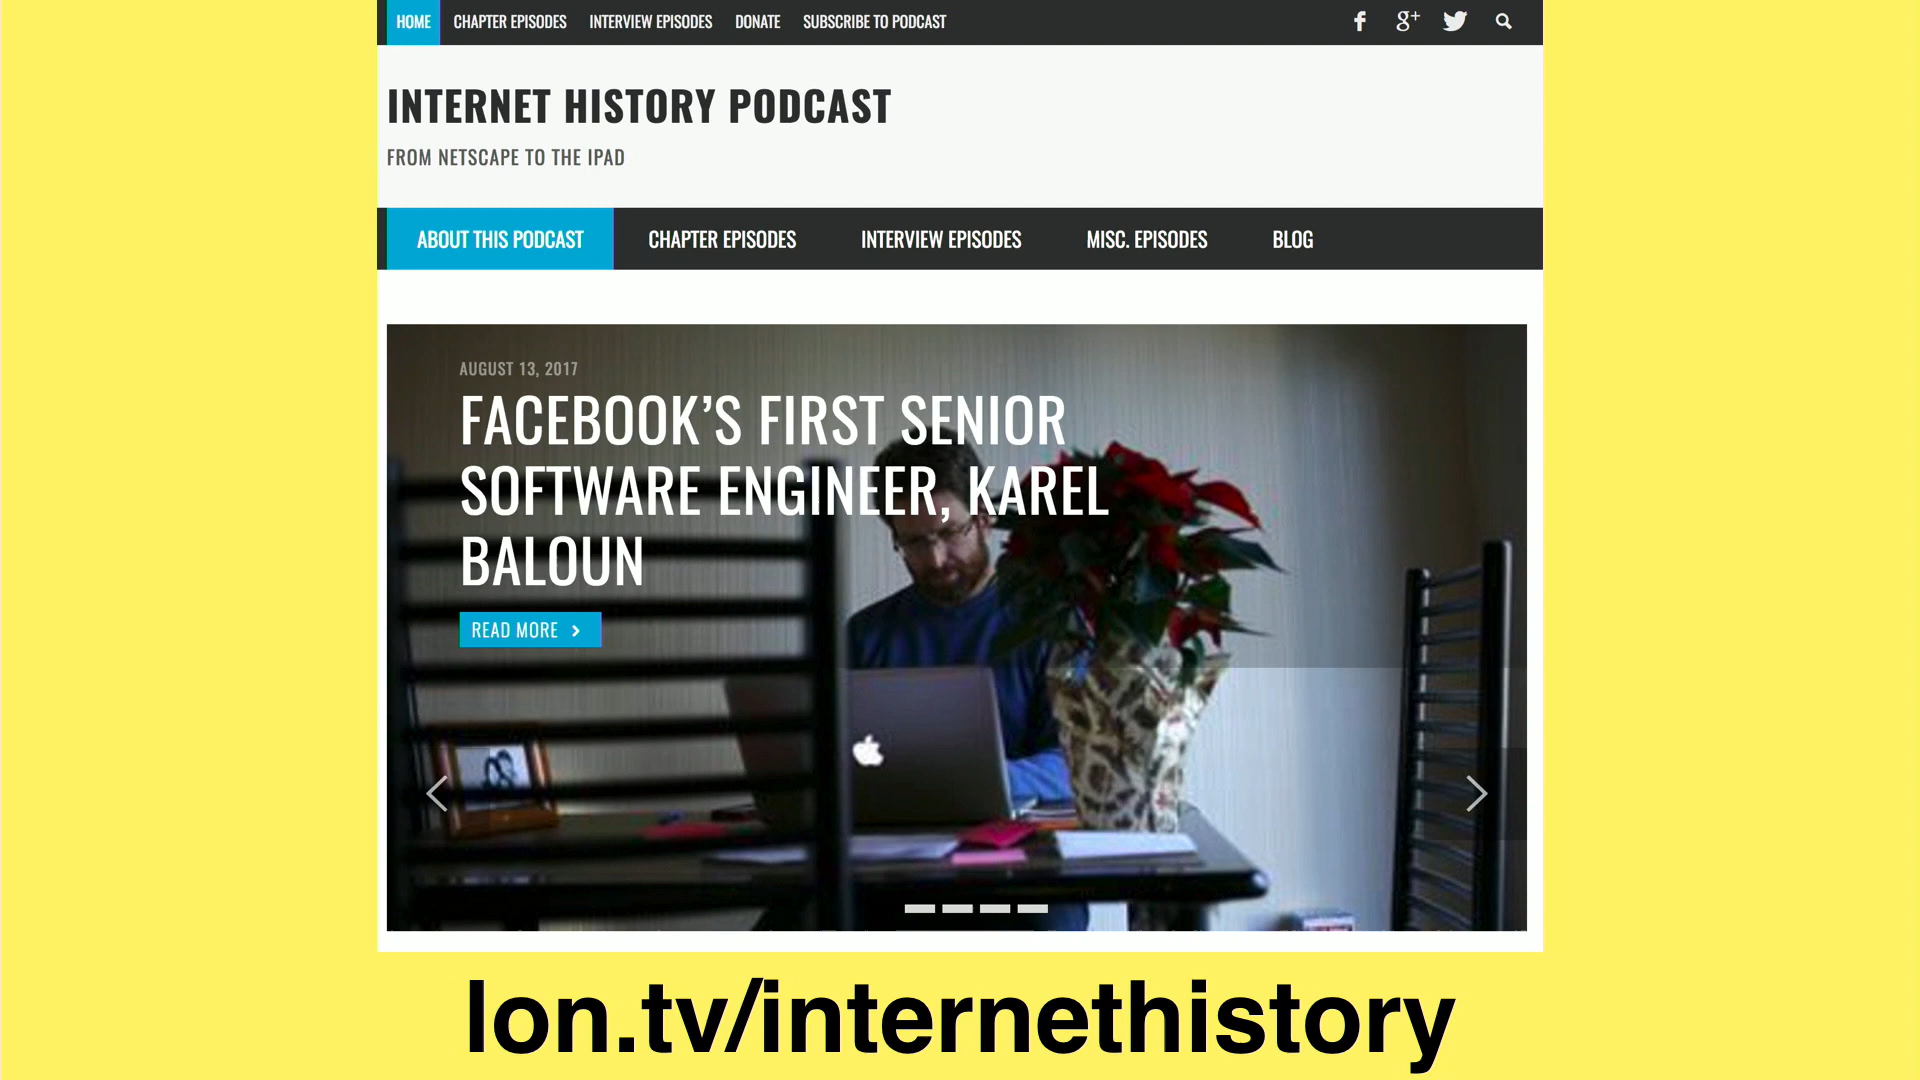 HOME CHAPTER EPISODES INTERVIEW EPISODES DONATE SUBSCRIBE TO PODCAST
INTERNET HISTORY PODCAST
FROM NETSCAPE TO THE IPAD
ABOUT THIS PODCAST CHAPTER EPISODES INTERVIEW EPISODES MISC. EPISODES BLOG
AUGUST 13, 2017
FACEBOOK’S FIRST SENIOR
SOFTWARE ENGINEER, KAREL
BALOUN
READ MORE
lon.tv/internethistory